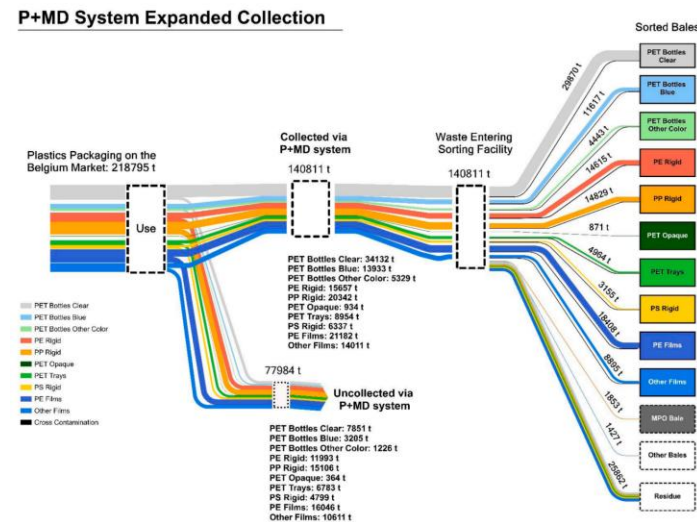 P+MD System Expanded Collection
Sorted Bales
Plastics Packaging on the
Belgium Market: 218795 t
Use
Collected via
P+MD system
140811 t
Waste Entering
Sorting Facility
140811 t
PET Bottles Clear: 34132 t
PET Bottles Blue: 13933 t
PET Bottles Other Color: 5329 t
PE Rigid: 15657 t
PP Rigid: 20342 t
PET Opaque: 934 t
PET Trays: 8954 t
PS Rigid: 6337 t
PE Films: 21182 t
Other Films: 14011 t
77984 t
Uncollected via
P+MD system
PET Bottles Clear: 7851 t
PET Bottles Blue: 3205 t
PET Bottles Other Color: 1226 t
PE Rigid: 11993 t
PP Rigid: 15106 t
PET Opaque: 364 t
PET Trays: 6783 t
PS Rigid: 4799 t
PE Films: 16046 t
Other Films: 10611 t
PET Bottles Clear
PET Bottles Blue
PET Bottles Other Color
PE Rigid
PP Rigid
PET Opaque
PET Trays
PS Rigid
PE Films
Other Films
Cross Contamination
29870 t
11617 t
4443 t
14615 t
14829 t
871 t
4964 t
3155 t
18408 t
8895 t
1853 t
1427 t
25862 t
PET Bottles
Clear
PET Bottles
Blue
PET Bottles
Other Color
PE Rigid
PP Rigid
PET Opaque
PET Trays
PS Rigid
PE Films
Other Films
MPO Bale
Other Bales
Residue